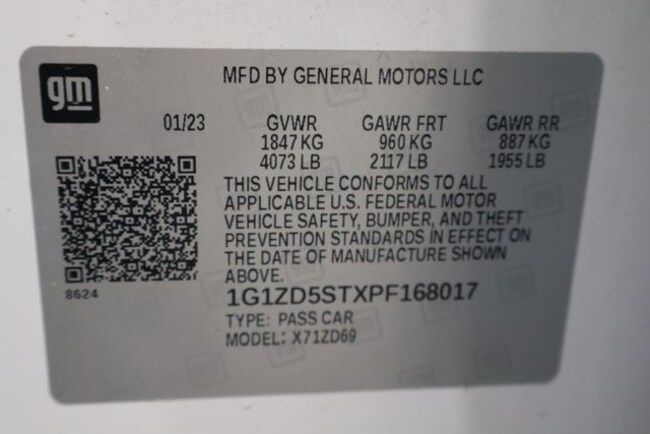 gm
MFD BY GENERAL MOTORS LLC
01/23 GVWR GAWR FRT GAWR RR
1847 KG 960 KG 887 KG
4073 LB 2117 LB 1955 LB
THIS VEHICLE CONFORMS TO ALL
APPLICABLE U.S. FEDERAL MOTOR
VEHICLE SAFETY, BUMPER, AND THEFT
PREVENTION STANDARDS IN EFFECT ON
THE DATE OF MANUFACTURE SHOWN
ABOVE.
8624
1G1ZD5STXPF168017
TYPE: PASS CAR
MODEL: X71ZD69